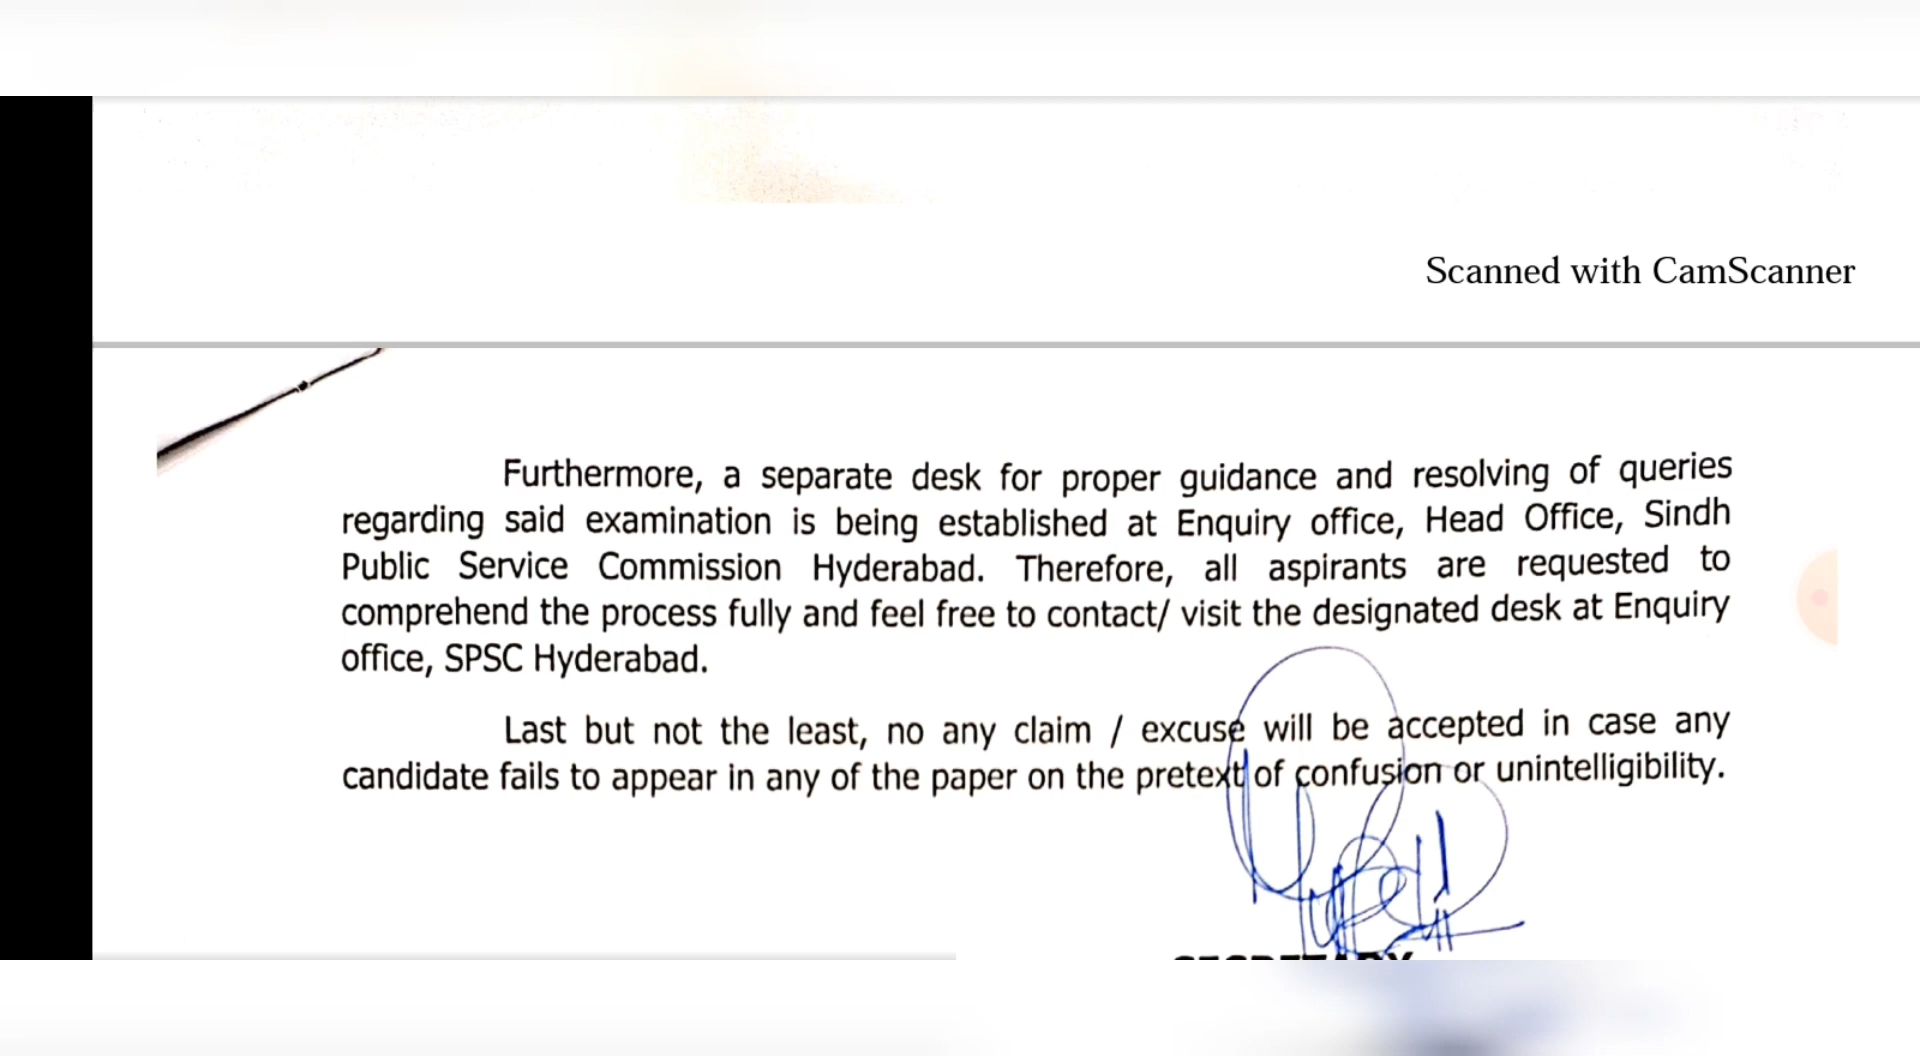 Scanned with CamScanner
Furthermore, a separate desk for proper guidance and resolving of queries
regarding said examination is being established at Enquiry office, Head Office, Sindh
Public Service Commission Hyderabad. Therefore, all aspirants are requested to
comprehend the process fully and feel free to contact/ visit the designated desk at Enquiry
office, SPSC Hyderabad.
Last but not the least, no any claim / excuse will be accepted in case any
candidate fails to appear in any of the paper on the pretext of confusion or unintelligibility.
SECRETARY